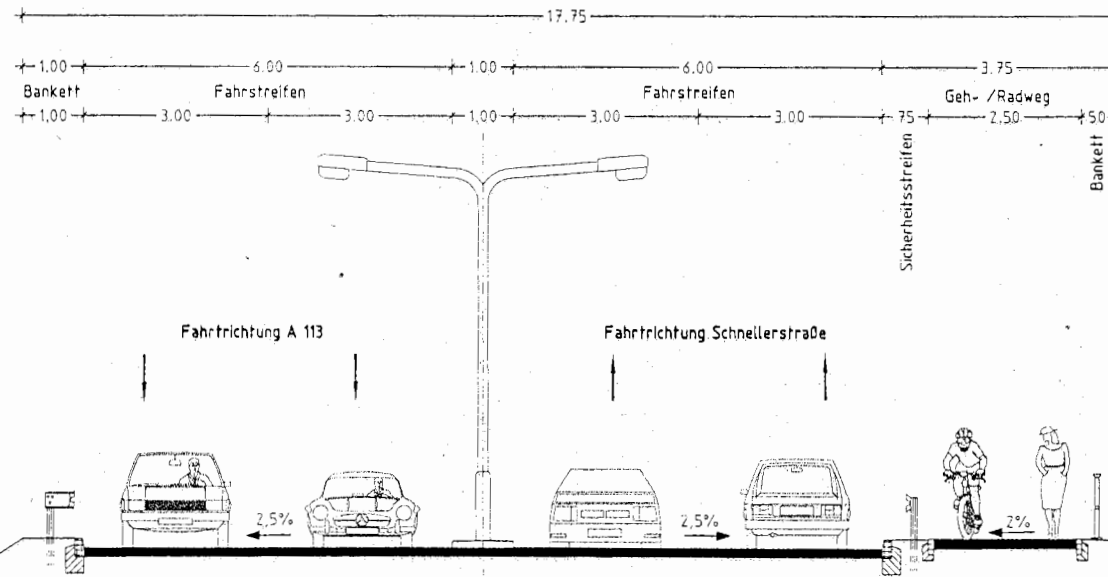 17.75
1.00 6.00 1.00 6.00 3.75
Bankett Fahrstreifen Fahrstreifen Geh- /Radweg
1,00 3.00 3.00 1,00 3,00 3.00 75 2,50 50
Sicherheitsstreifen
Bankett
Fahrtrichtung A 113 Fahrtrichtung Schnellerstraße
2,5% 2,5% 2%